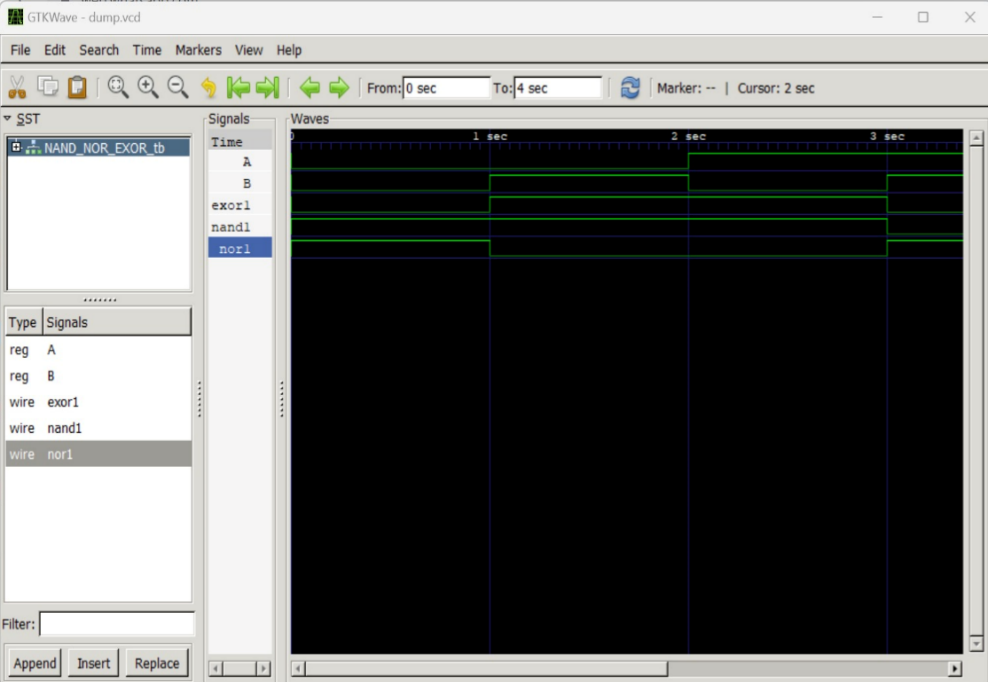 GTKWave - dump.vcd
File Edit Search Time Markers View Help
From: 0 sec To: 4 sec Marker: -- | Cursor: 2 sec
SST
NAND_NOR_EXOR_tb
Type Signals
reg A
reg B
wire exor1
wire nand1
wire nor1
Filter:
Append Insert Replace
Signals
Time
A
B
exor1
nand1
nor1
Waves
0 1 sec 2 sec 3 sec